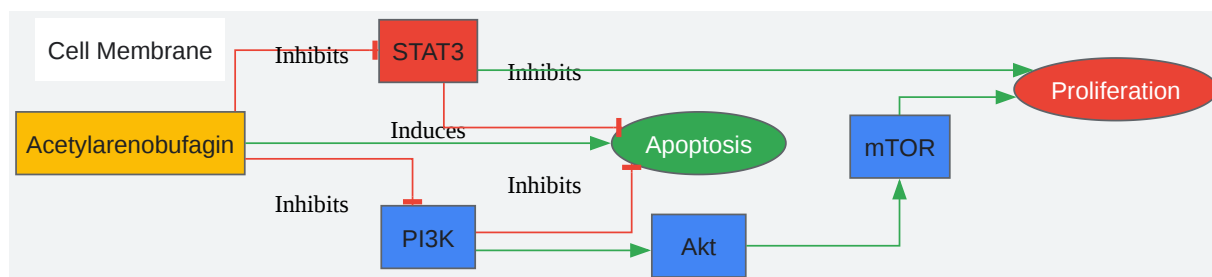 Cell Membrane
Inhibits
STAT3
Inhibits
Proliferation
Acetylarenobufagin
Induces
Apoptosis
mTOR
Inhibits
Inhibits
PI3K
Akt